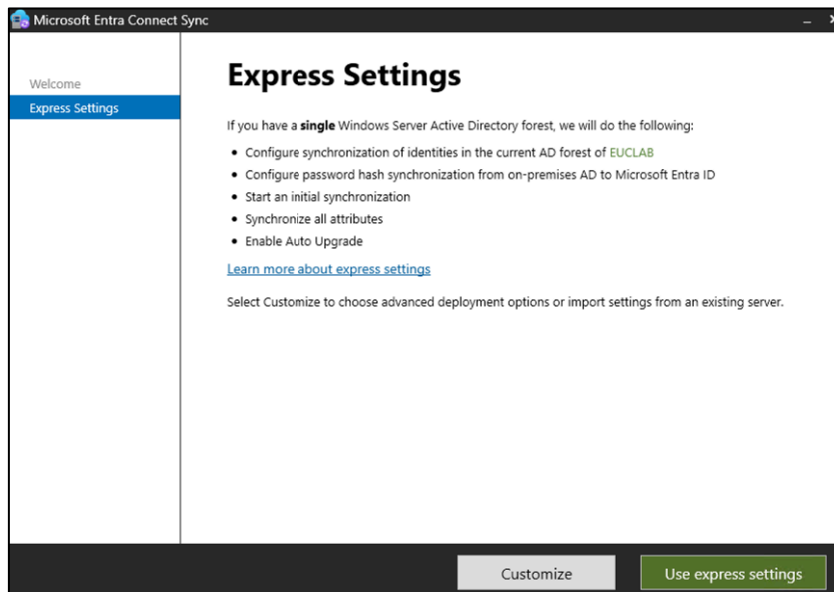 Microsoft Entra Connect Sync
Welcome
Express Settings
Express Settings
If you have a single Windows Server Active Directory forest, we will do the following:
• Configure synchronization of identities in the current AD forest of EUCLAB
• Configure password hash synchronization from on-premises AD to Microsoft Entra ID
• Start an initial synchronization
• Synchronize all attributes
• Enable Auto Upgrade
Learn more about express settings
Select Customize to choose advanced deployment options or import settings from an existing server.
Customize
Use express settings